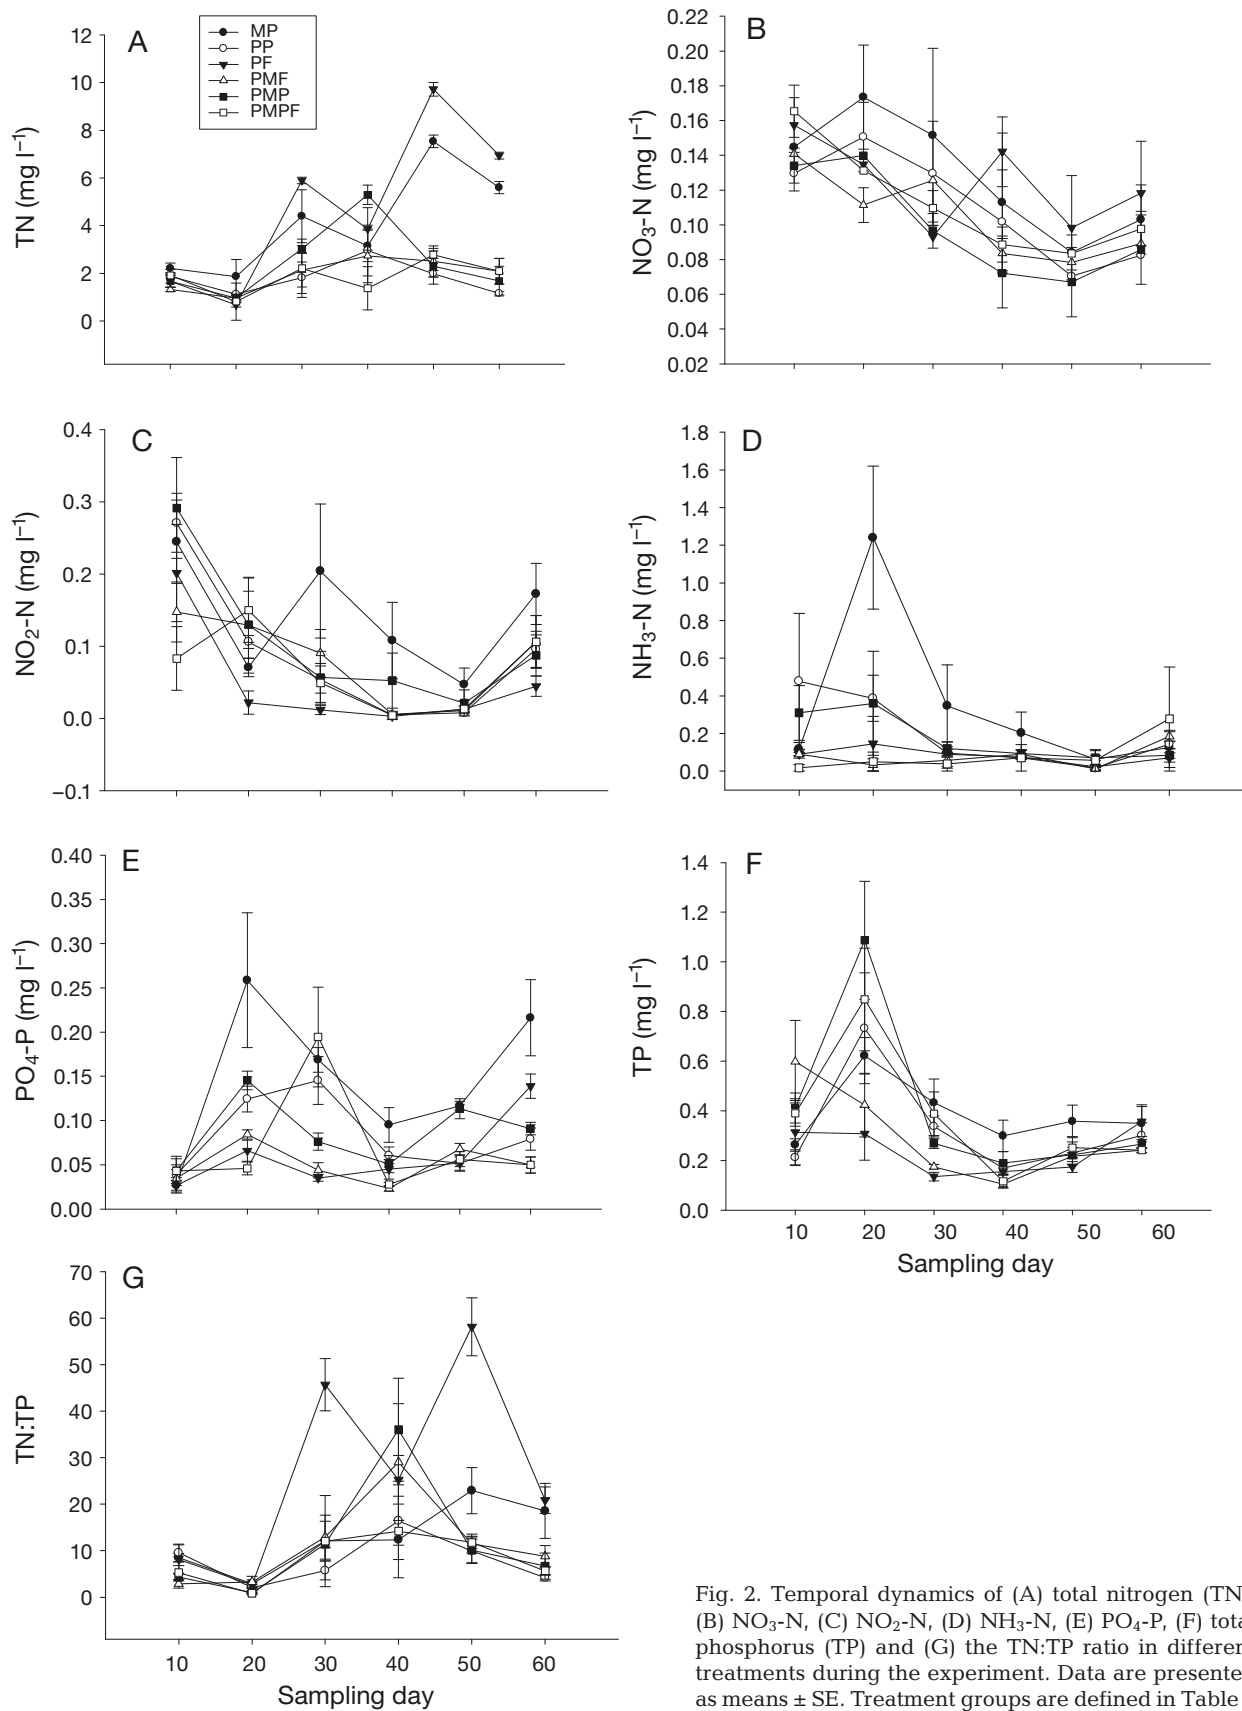 A
MP
PP
PF
PMF
PMP
PMPF
TN (mg l⁻¹)
12
10
8
6
4
2
0
B
NO₃-N (mg l⁻¹)
0.22
0.20
0.18
0.16
0.14
0.12
0.10
0.08
0.06
0.04
0.02
C
NO₂-N (mg l⁻¹)
0.4
0.3
0.2
0.1
0.0
−0.1
D
NH₃-N (mg l⁻¹)
1.8
1.6
1.4
1.2
1.0
0.8
0.6
0.4
0.2
0.0
E
PO₄-P (mg l⁻¹)
0.40
0.35
0.30
0.25
0.20
0.15
0.10
0.05
0.00
F
TP (mg l⁻¹)
1.4
1.2
1.0
0.8
0.6
0.4
0.2
0.0
10 20 30 40 50 60
Sampling day
G
TN:TP
70
60
50
40
30
20
10
0
10 20 30 40 50 60
Sampling day
Fig. 2. Temporal dynamics of (A) total nitrogen (TN
(B) NO₃-N, (C) NO₂-N, (D) NH₃-N, (E) PO₄-P, (F) tota
phosphorus (TP) and (G) the TN:TP ratio in differen
treatments during the experiment. Data are presente
as means ± SE. Treatment groups are defined in Table